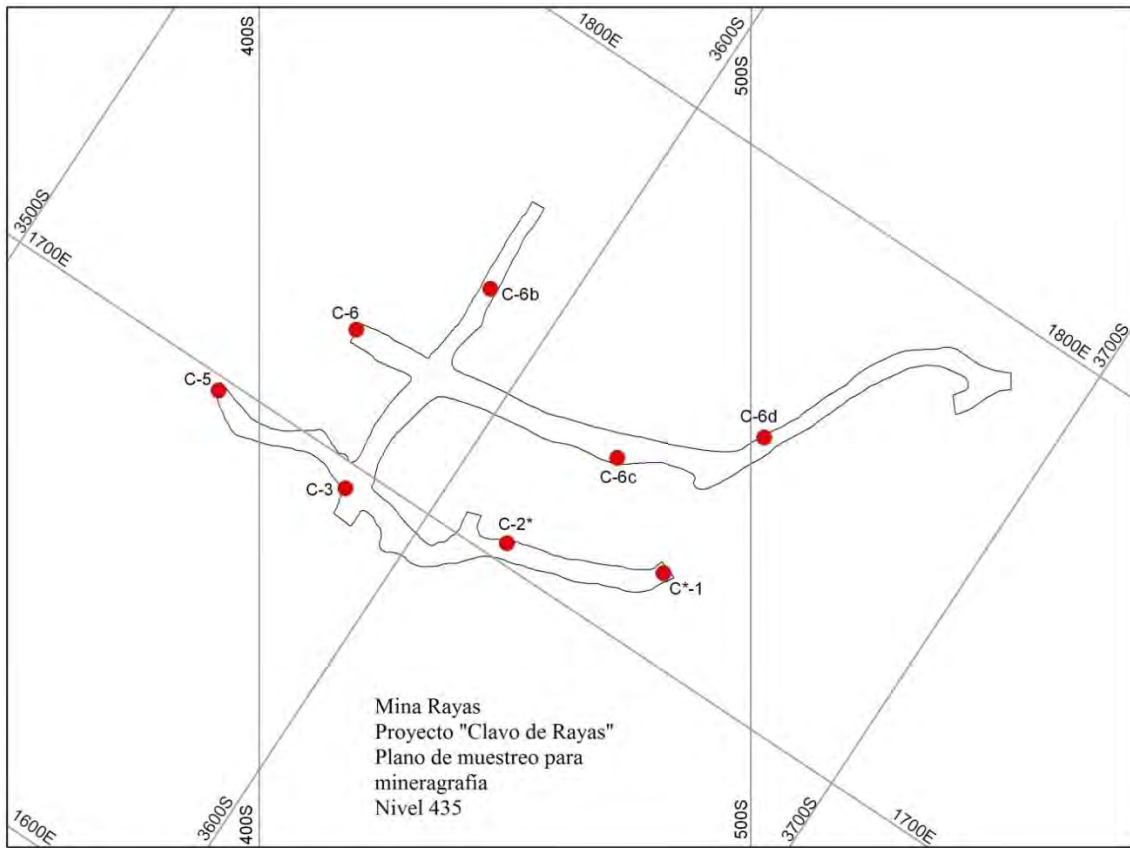 400S
1800E
3600S
500S
3500S
1700E
C-6b
C-6
1800E
3700S
C-5
C-6d
C-6c
C-3
C-2*
C*-1
Mina Rayas
Proyecto "Clavo de Rayas"
Plano de muestreo para
mineragrafía
Nivel 435
1600E
3600S
400S
500S
3700S
1700E